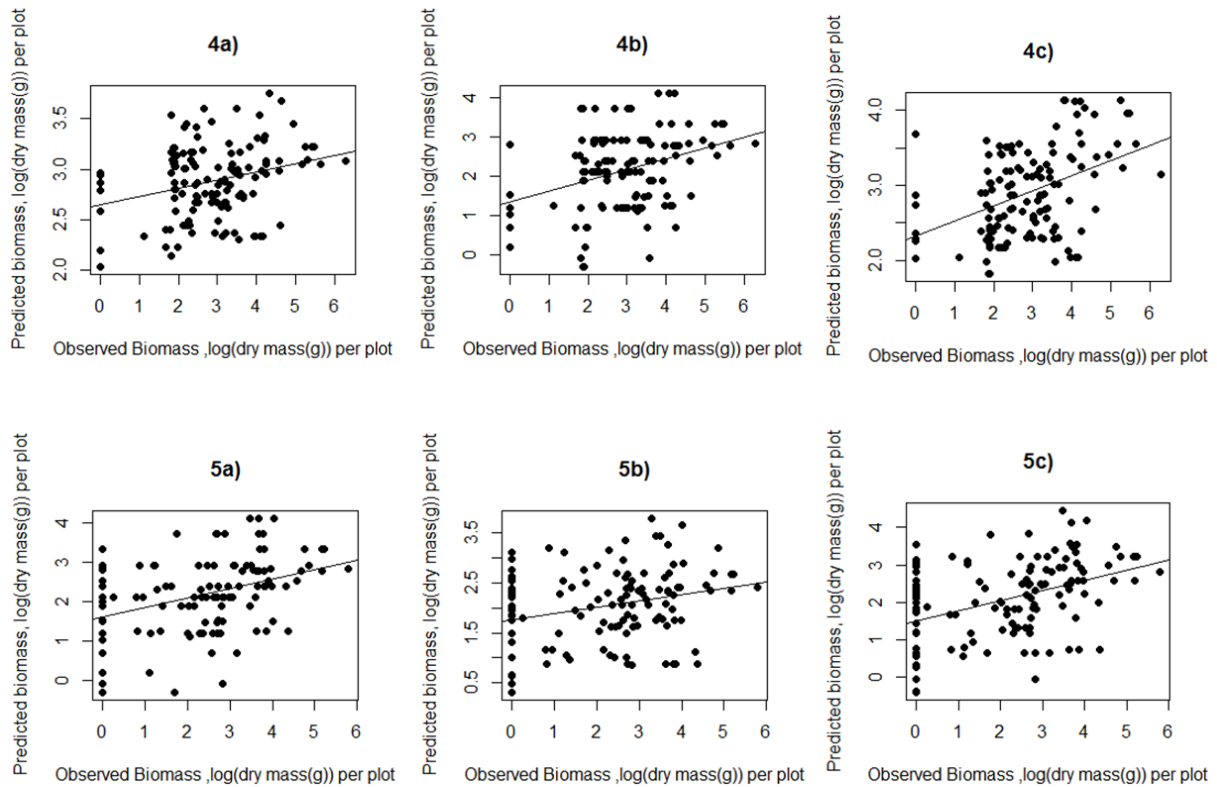 4a)
Predicted biomass, log(dry mass(g)) per plot
3.5
3.0
2.5
2.0
0 1 2 3 4 5 6
Observed Biomass ,log(dry mass(g)) per plot
4b)
Predicted biomass, log(dry mass(g)) per plot
4
3
2
1
0
0 1 2 3 4 5 6
Observed Biomass ,log(dry mass(g)) per plot
4c)
Predicted biomass, log(dry mass(g)) per plot
4.0
3.0
2.0
0 1 2 3 4 5 6
Observed Biomass ,log(dry mass(g)) per plot
5a)
Predicted biomass, log(dry mass(g)) per plot
4
3
2
1
0
0 1 2 3 4 5 6
Observed Biomass ,log(dry mass(g)) per plot
5b)
Predicted biomass, log(dry mass(g)) per plot
3.5
2.5
1.5
0.5
0 1 2 3 4 5 6
Observed Biomass ,log(dry mass(g)) per plot
5c)
Predicted biomass, log(dry mass(g)) per plot
4
3
2
1
0
0 1 2 3 4 5 6
Observed Biomass ,log(dry mass(g)) per plot